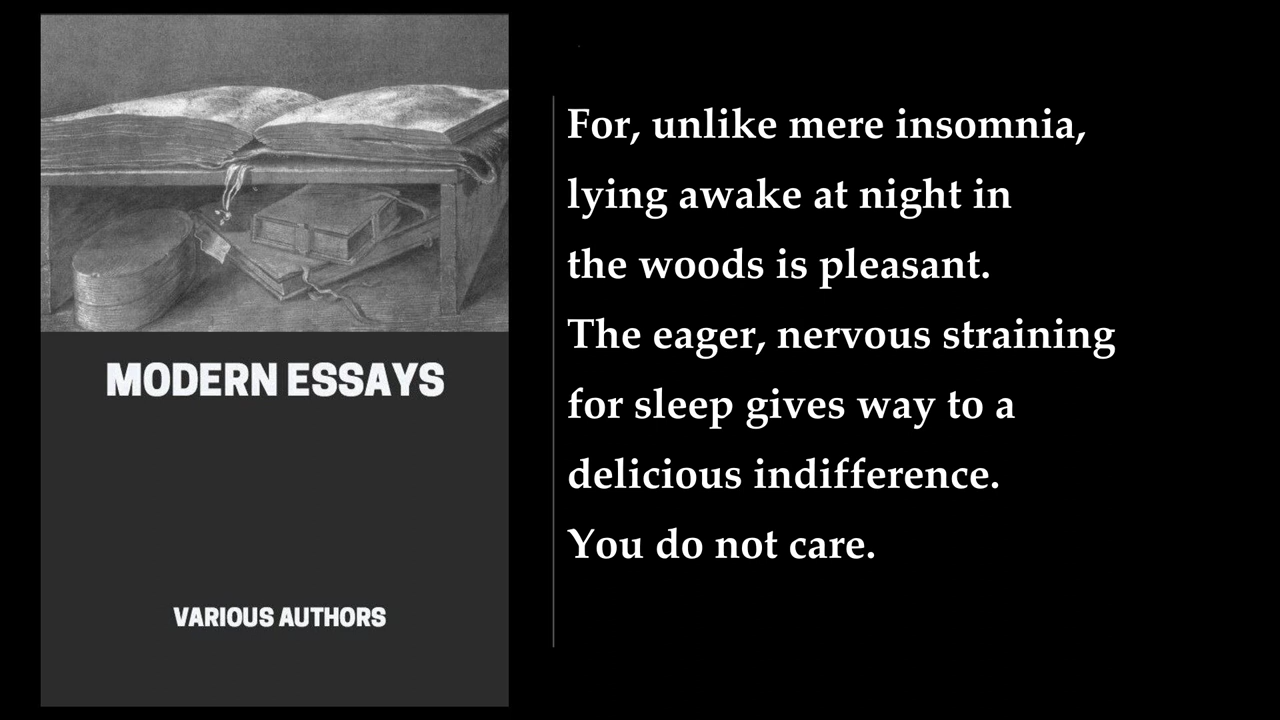 MODERN ESSAYS
VARIOUS AUTHORS
For, unlike mere insomnia,
lying awake at night in
the woods is pleasant.
The eager, nervous straining
for sleep gives way to a
delicious indifference.
You do not care.